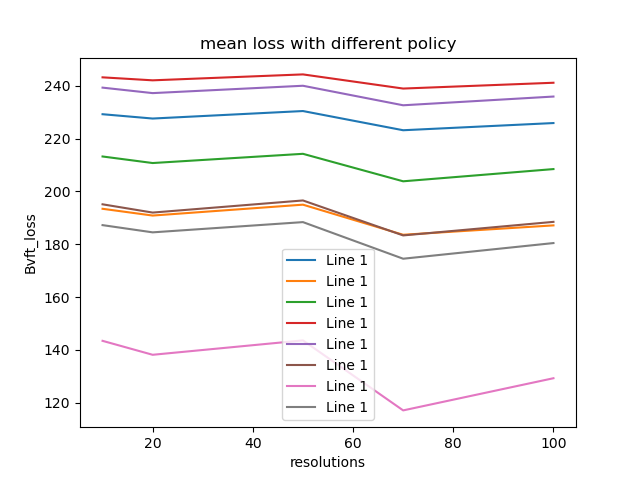 mean loss with different policy
Bvft_loss
240
220
200
180
160
140
120
Line 1
Line 1
Line 1
Line 1
Line 1
Line 1
Line 1
Line 1
20 40 60 80 100
resolutions